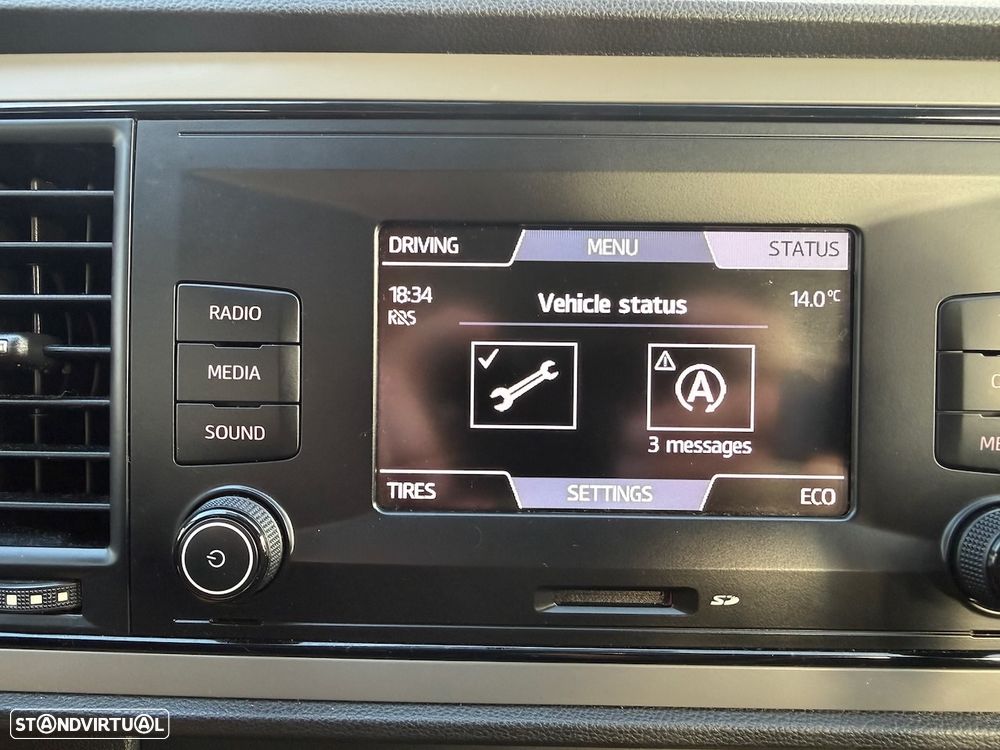 DRIVING MENU STATUS
18:34 Vehicle status 14.0°C
RADIO
MEDIA
A
SOUND
3 messages
TIRES SETTINGS ECO
SD
STANDVIRTUAL